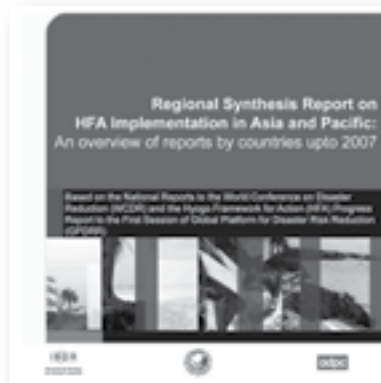 Regional Synthesis Report on
HFA Implementation in Asia and Pacific:
An overview of reports by countries upto 2007
Based on the National Reports to the World Conference on Disaster
Reduction (WCDR) and the Hyogo Framework for Action (HFA) Progress
Report to the First Session of Global Platform for Disaster Risk Reduction
(GPDRR)
ISDR
adpc